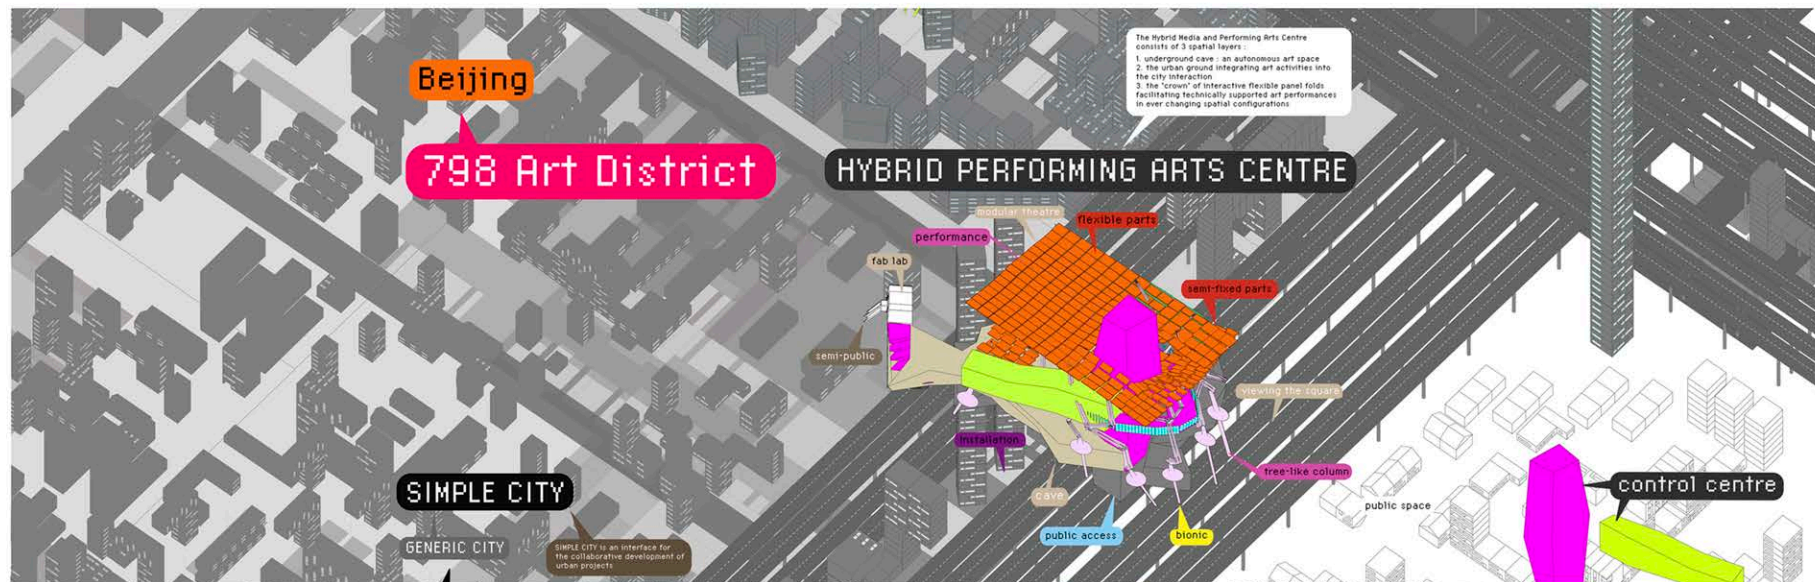 Beijing
798 Art District
The Hybrid Media and Performing Arts Centre
consists of 3 spatial layers :
1. underground cave : an autonomous art space
2. the urban ground integrating art activities into
the city interaction
3. the "crown" of interactive flexible panel folds
facilitating technically supported art performances
in ever changing spatial configurations
HYBRID PERFORMING ARTS CENTRE
modular theatre
flexible parts
performance
fab lab
semi-fixed parts
semi-public
viewing the square
installation
tree-like column
cave
public access
bionic
SIMPLE CITY
GENERIC CITY
SIMPLE CITY is an interface for
the collaborative development of
urban projects
control centre
public space